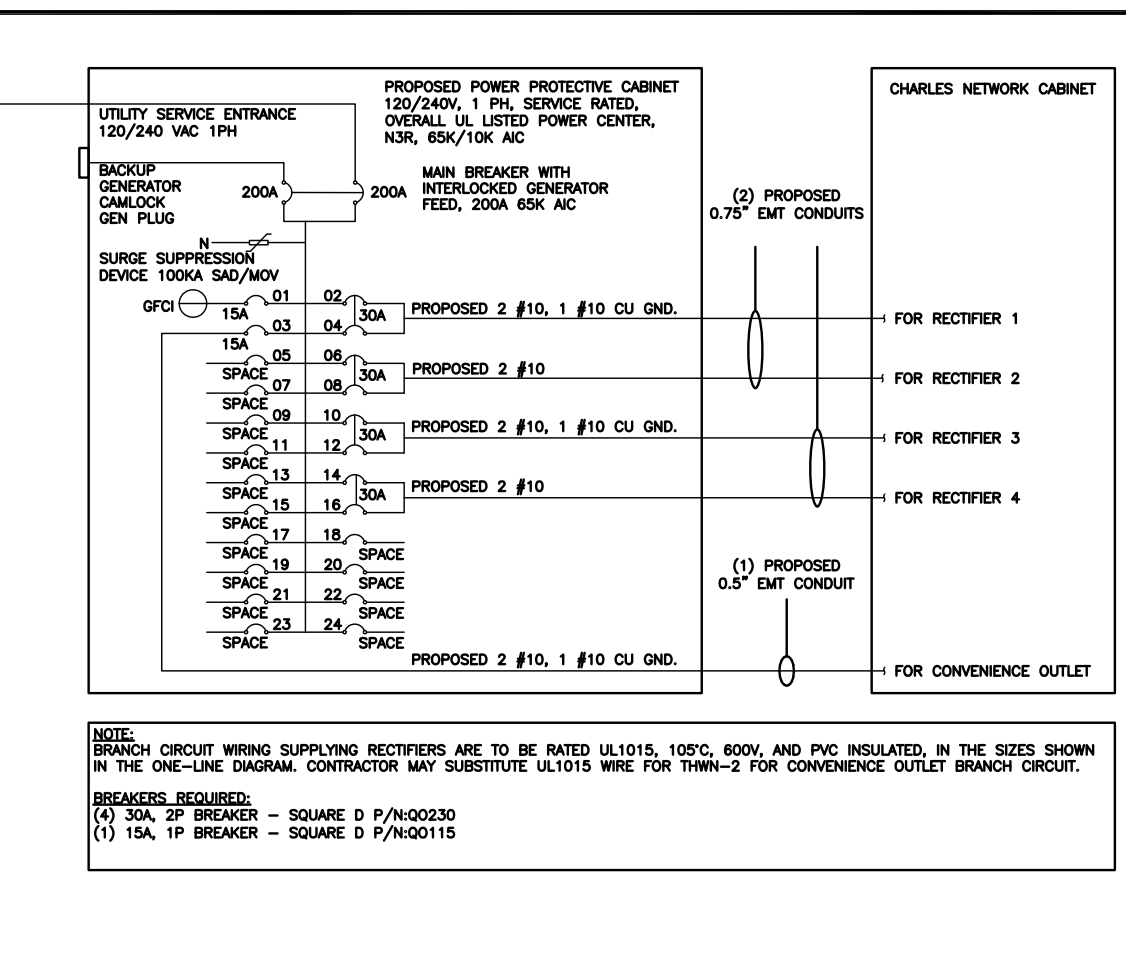 PROPOSED POWER PROTECTIVE CABINET
120/240V, 1 PH, SERVICE RATED,
OVERALL UL LISTED POWER CENTER,
N3R, 65K/10K AIC
CHARLES NETWORK CABINET
UTILITY SERVICE ENTRANCE
120/240 VAC 1PH
BACKUP
GENERATOR
CAMLOCK
GEN PLUG
200A
200A
MAIN BREAKER WITH
INTERLOCKED GENERATOR
FEED, 200A 65K AIC
(2) PROPOSED
0.75" EMT CONDUITS
N
SURGE SUPPRESSION
DEVICE 100KA SAD/MOV
GFCI
15A
01
02
30A
PROPOSED 2 #10, 1 #10 CU GND.
FOR RECTIFIER 1
15A
03
04
SPACE
05
06
30A
PROPOSED 2 #10
FOR RECTIFIER 2
SPACE
07
08
SPACE
09
10
30A
PROPOSED 2 #10, 1 #10 CU GND.
FOR RECTIFIER 3
SPACE
11
12
SPACE
13
14
30A
PROPOSED 2 #10
FOR RECTIFIER 4
SPACE
15
16
SPACE
17
18
SPACE
SPACE
19
20
SPACE
SPACE
21
22
SPACE
SPACE
23
24
SPACE
(1) PROPOSED
0.5" EMT CONDUIT
PROPOSED 2 #10, 1 #10 CU GND.
FOR CONVENIENCE OUTLET
NOTE:
BRANCH CIRCUIT WIRING SUPPLYING RECTIFIERS ARE TO BE RATED UL1015, 105°C, 600V, AND PVC INSULATED, IN THE SIZES SHOWN
IN THE ONE-LINE DIAGRAM. CONTRACTOR MAY SUBSTITUTE UL1015 WIRE FOR THWN-2 FOR CONVENIENCE OUTLET BRANCH CIRCUIT.
BREAKERS REQUIRED:
(4) 30A, 2P BREAKER - SQUARE D P/N:QO230
(1) 15A, 1P BREAKER - SQUARE D P/N:QO115